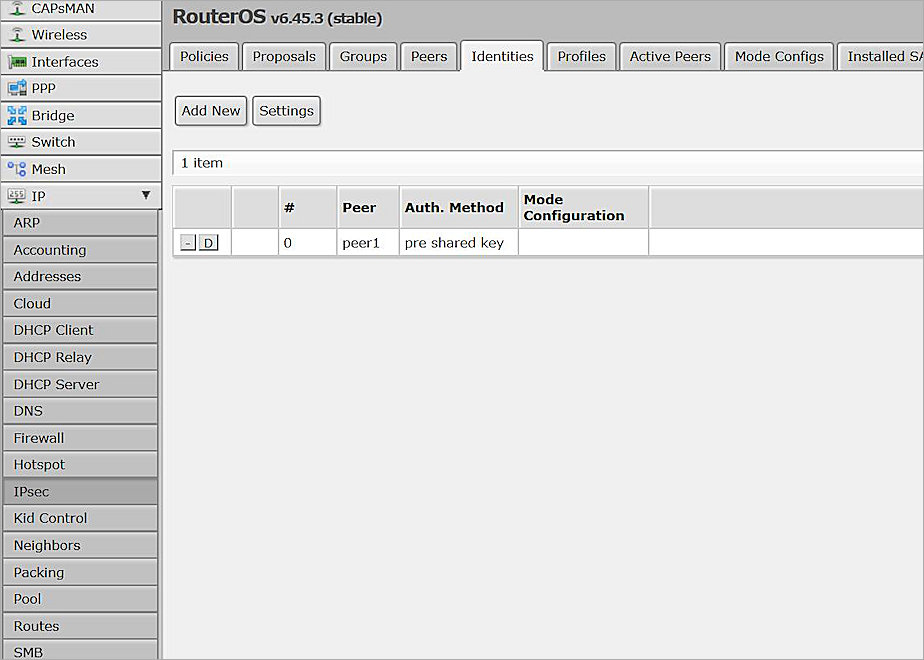 CAPsMAN
Wireless
Interfaces
PPP
Bridge
Switch
Mesh
IP ▼
ARP
Accounting
Addresses
Cloud
DHCP Client
DHCP Relay
DHCP Server
DNS
Firewall
Hotspot
IPsec
Kid Control
Neighbors
Packing
Pool
Routes
SMB
RouterOS v6.45.3 (stable)
Policies Proposals Groups Peers Identities Profiles Active Peers Mode Configs Installed SA
Add New Settings
1 item
# Peer Auth. Method Mode
Configuration
- D 0 peer1 pre shared key